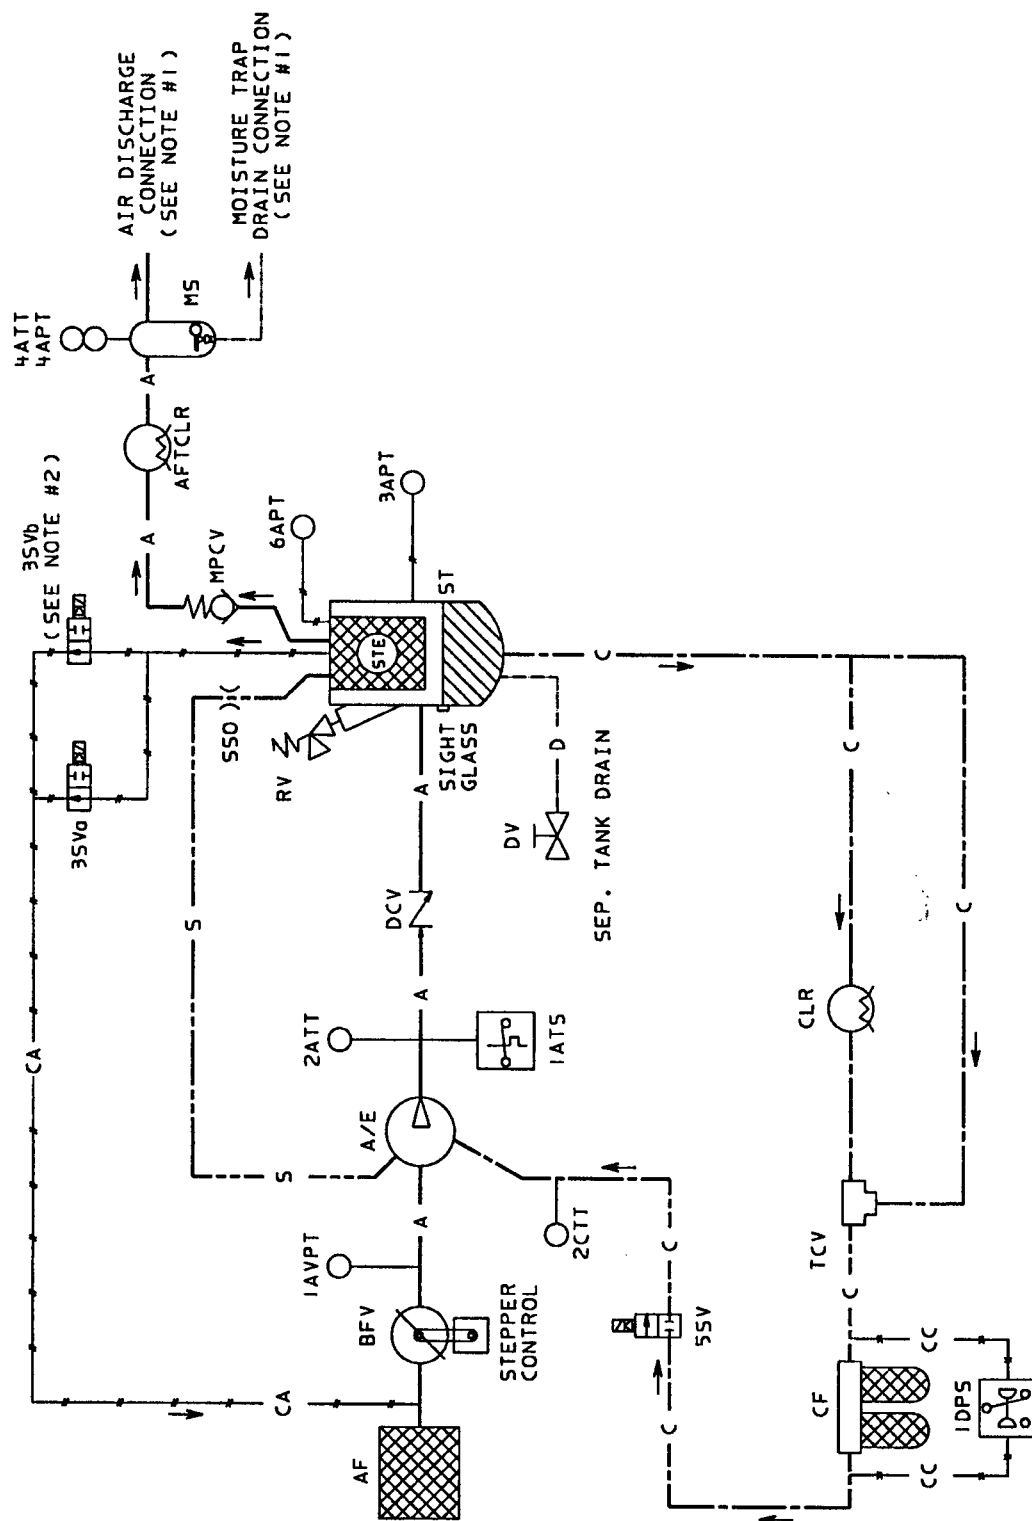 4ATT
4APT
AIR DISCHARGE
CONNECTION
(SEE NOTE #1)
MOISTURE TRAP
DRAIN CONNECTION
(SEE NOTE #1)
MS
A
AFTCLR
A
3SVb
(SEE NOTE #2)
3SVa
MPCV
6APT
3APT
ST
STE
SSO
RV
SIGHT
GLASS
A
DCV
A
DV
D
SEP. TANK DRAIN
C
C
C
CLR
S
S
CA
CA
2ATT
1ATS
A/E
A
1AVPT
BFV
STEPPER
CONTROL
AF
2CTT
C
5SV
C
TCV
C
CF
CC
CC
1DPS